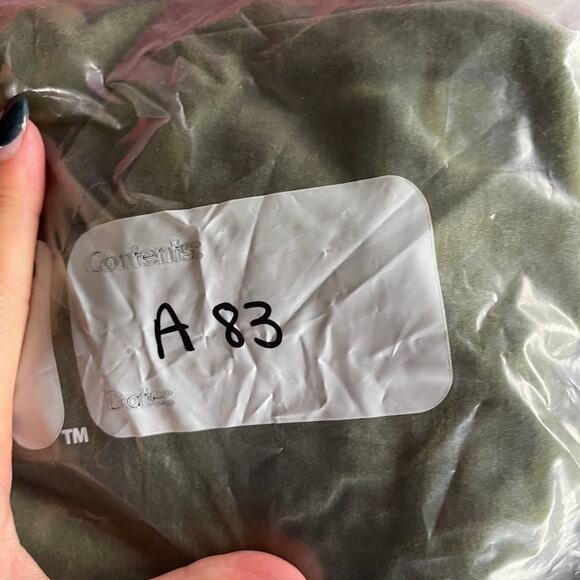 Contents:
A 83
Date:
TM